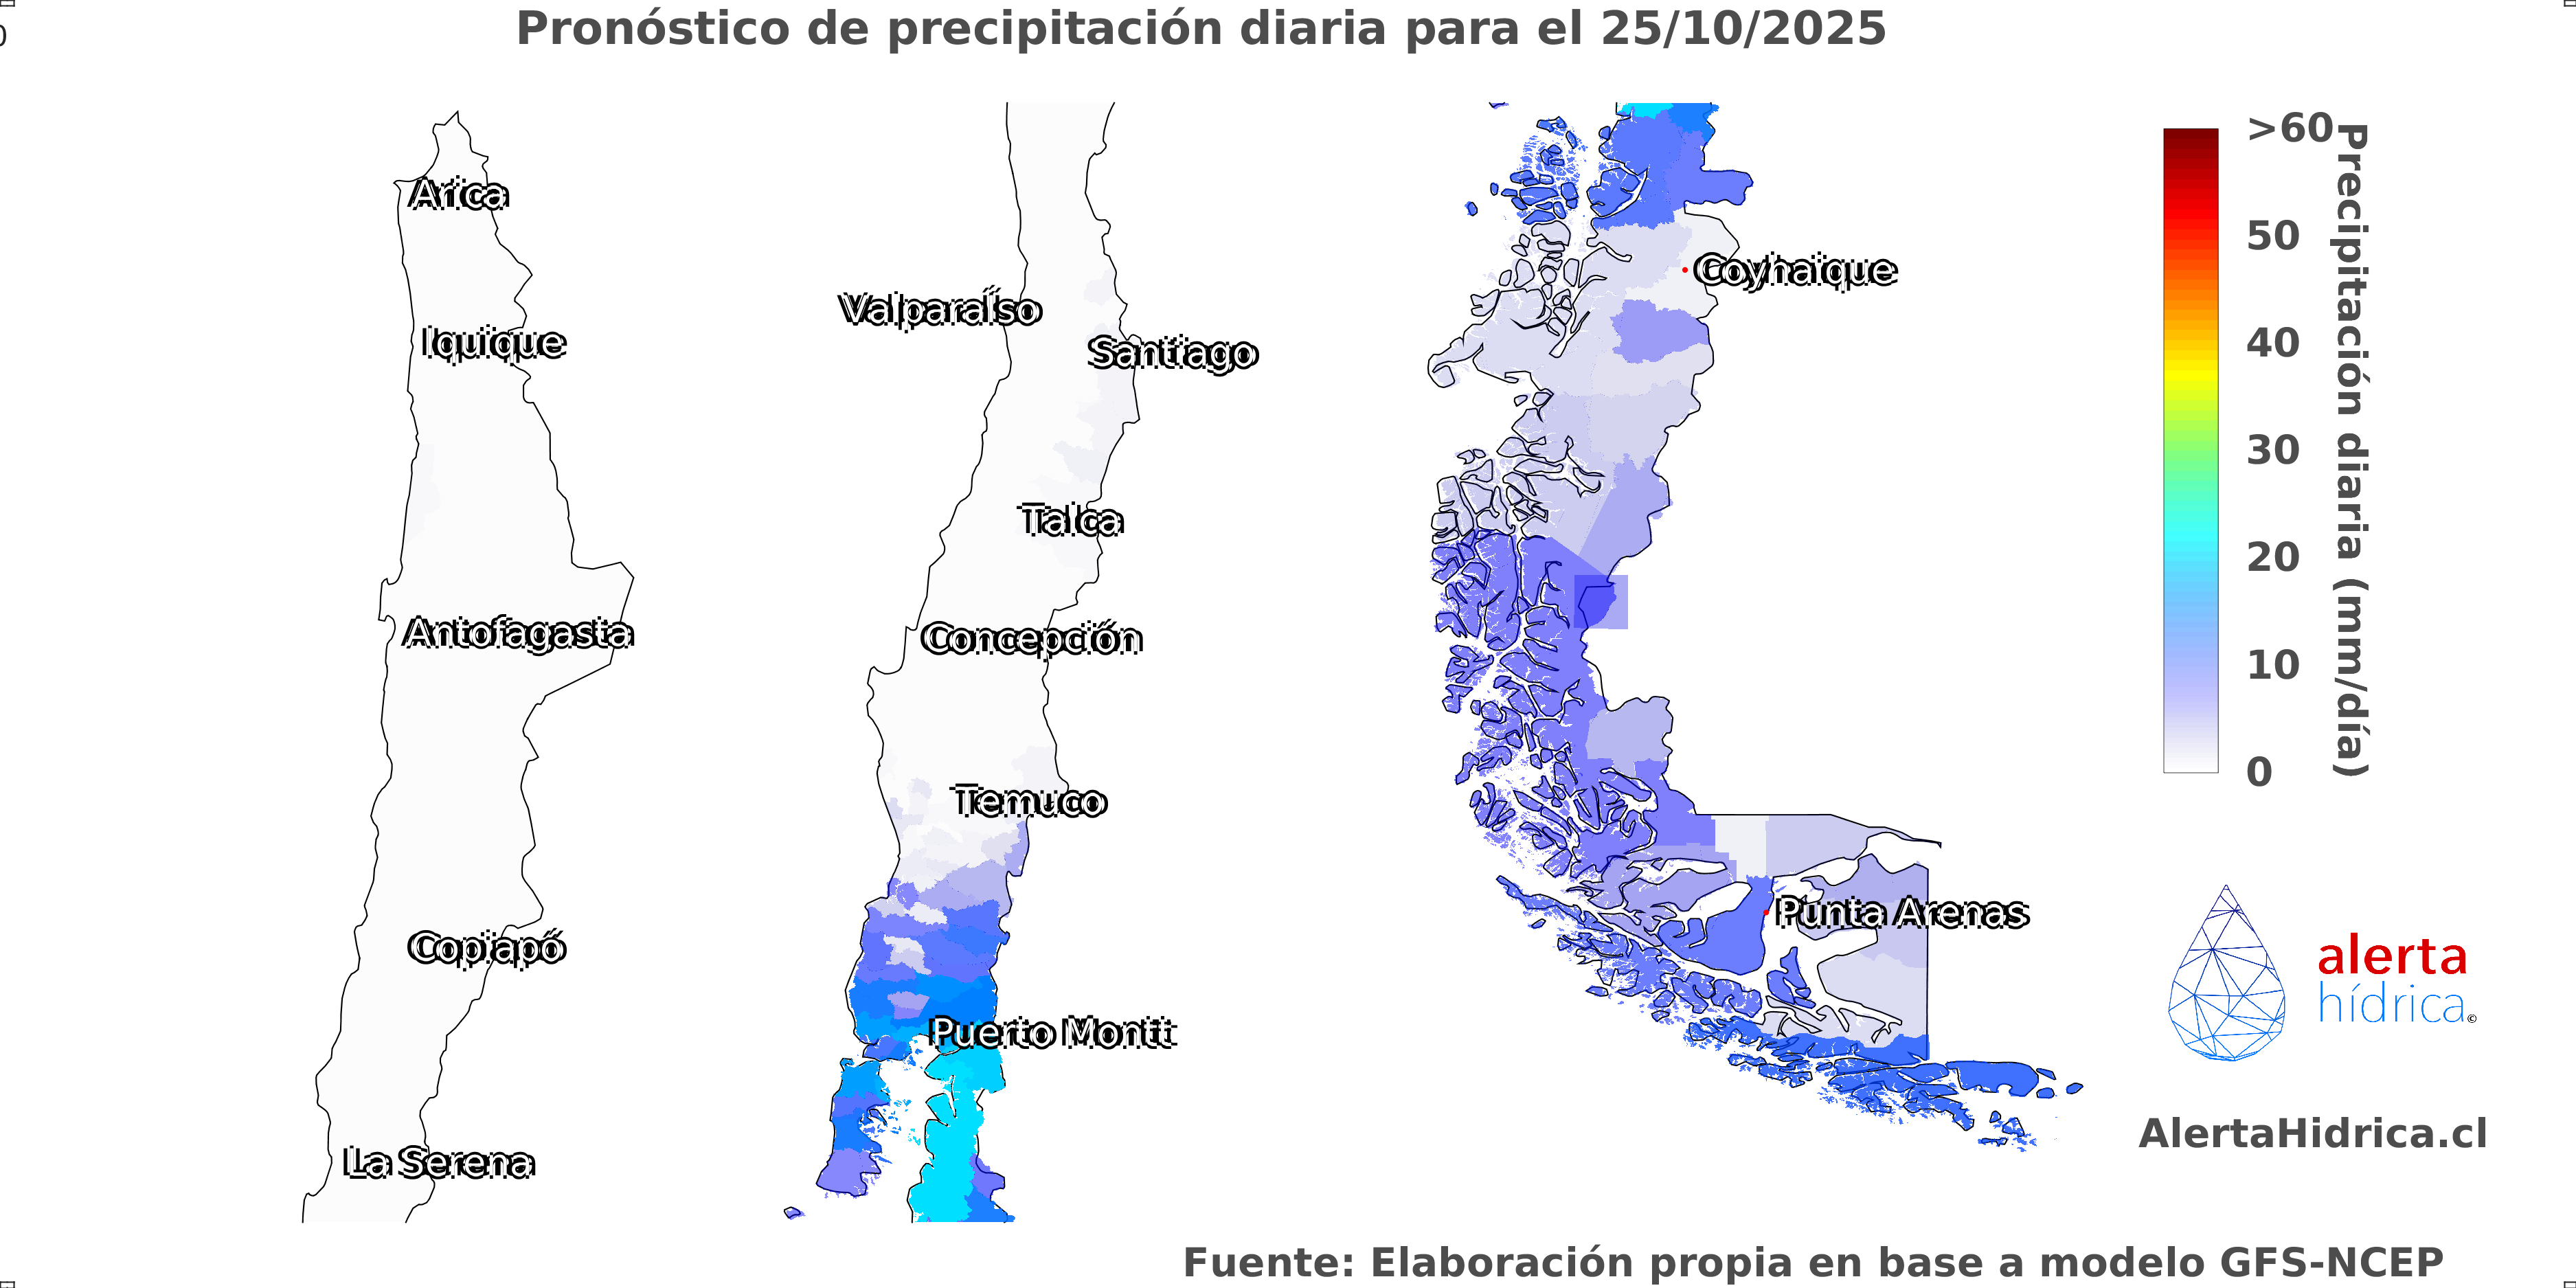 Pronóstico de precipitación diaria para el 25/10/2025
0
Arica
Iquique
Antofagasta
Copiapó
La Serena
Valparaíso
Santiago
Talca
Concepción
Temuco
Puerto Montt
Coyhaique
Punta Arenas
>60
50
40
30
20
10
0
Precipitación diaria (mm/día)
alerta
hídrica©
AlertaHidrica.cl
Fuente: Elaboración propia en base a modelo GFS-NCEP